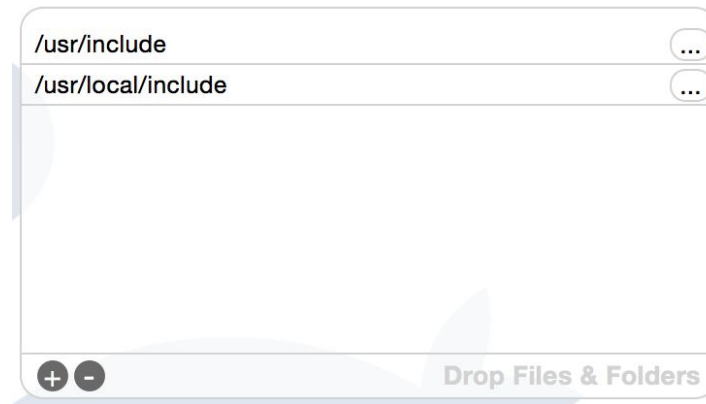 /usr/include ...
/usr/local/include ...
+ - Drop Files & Folders